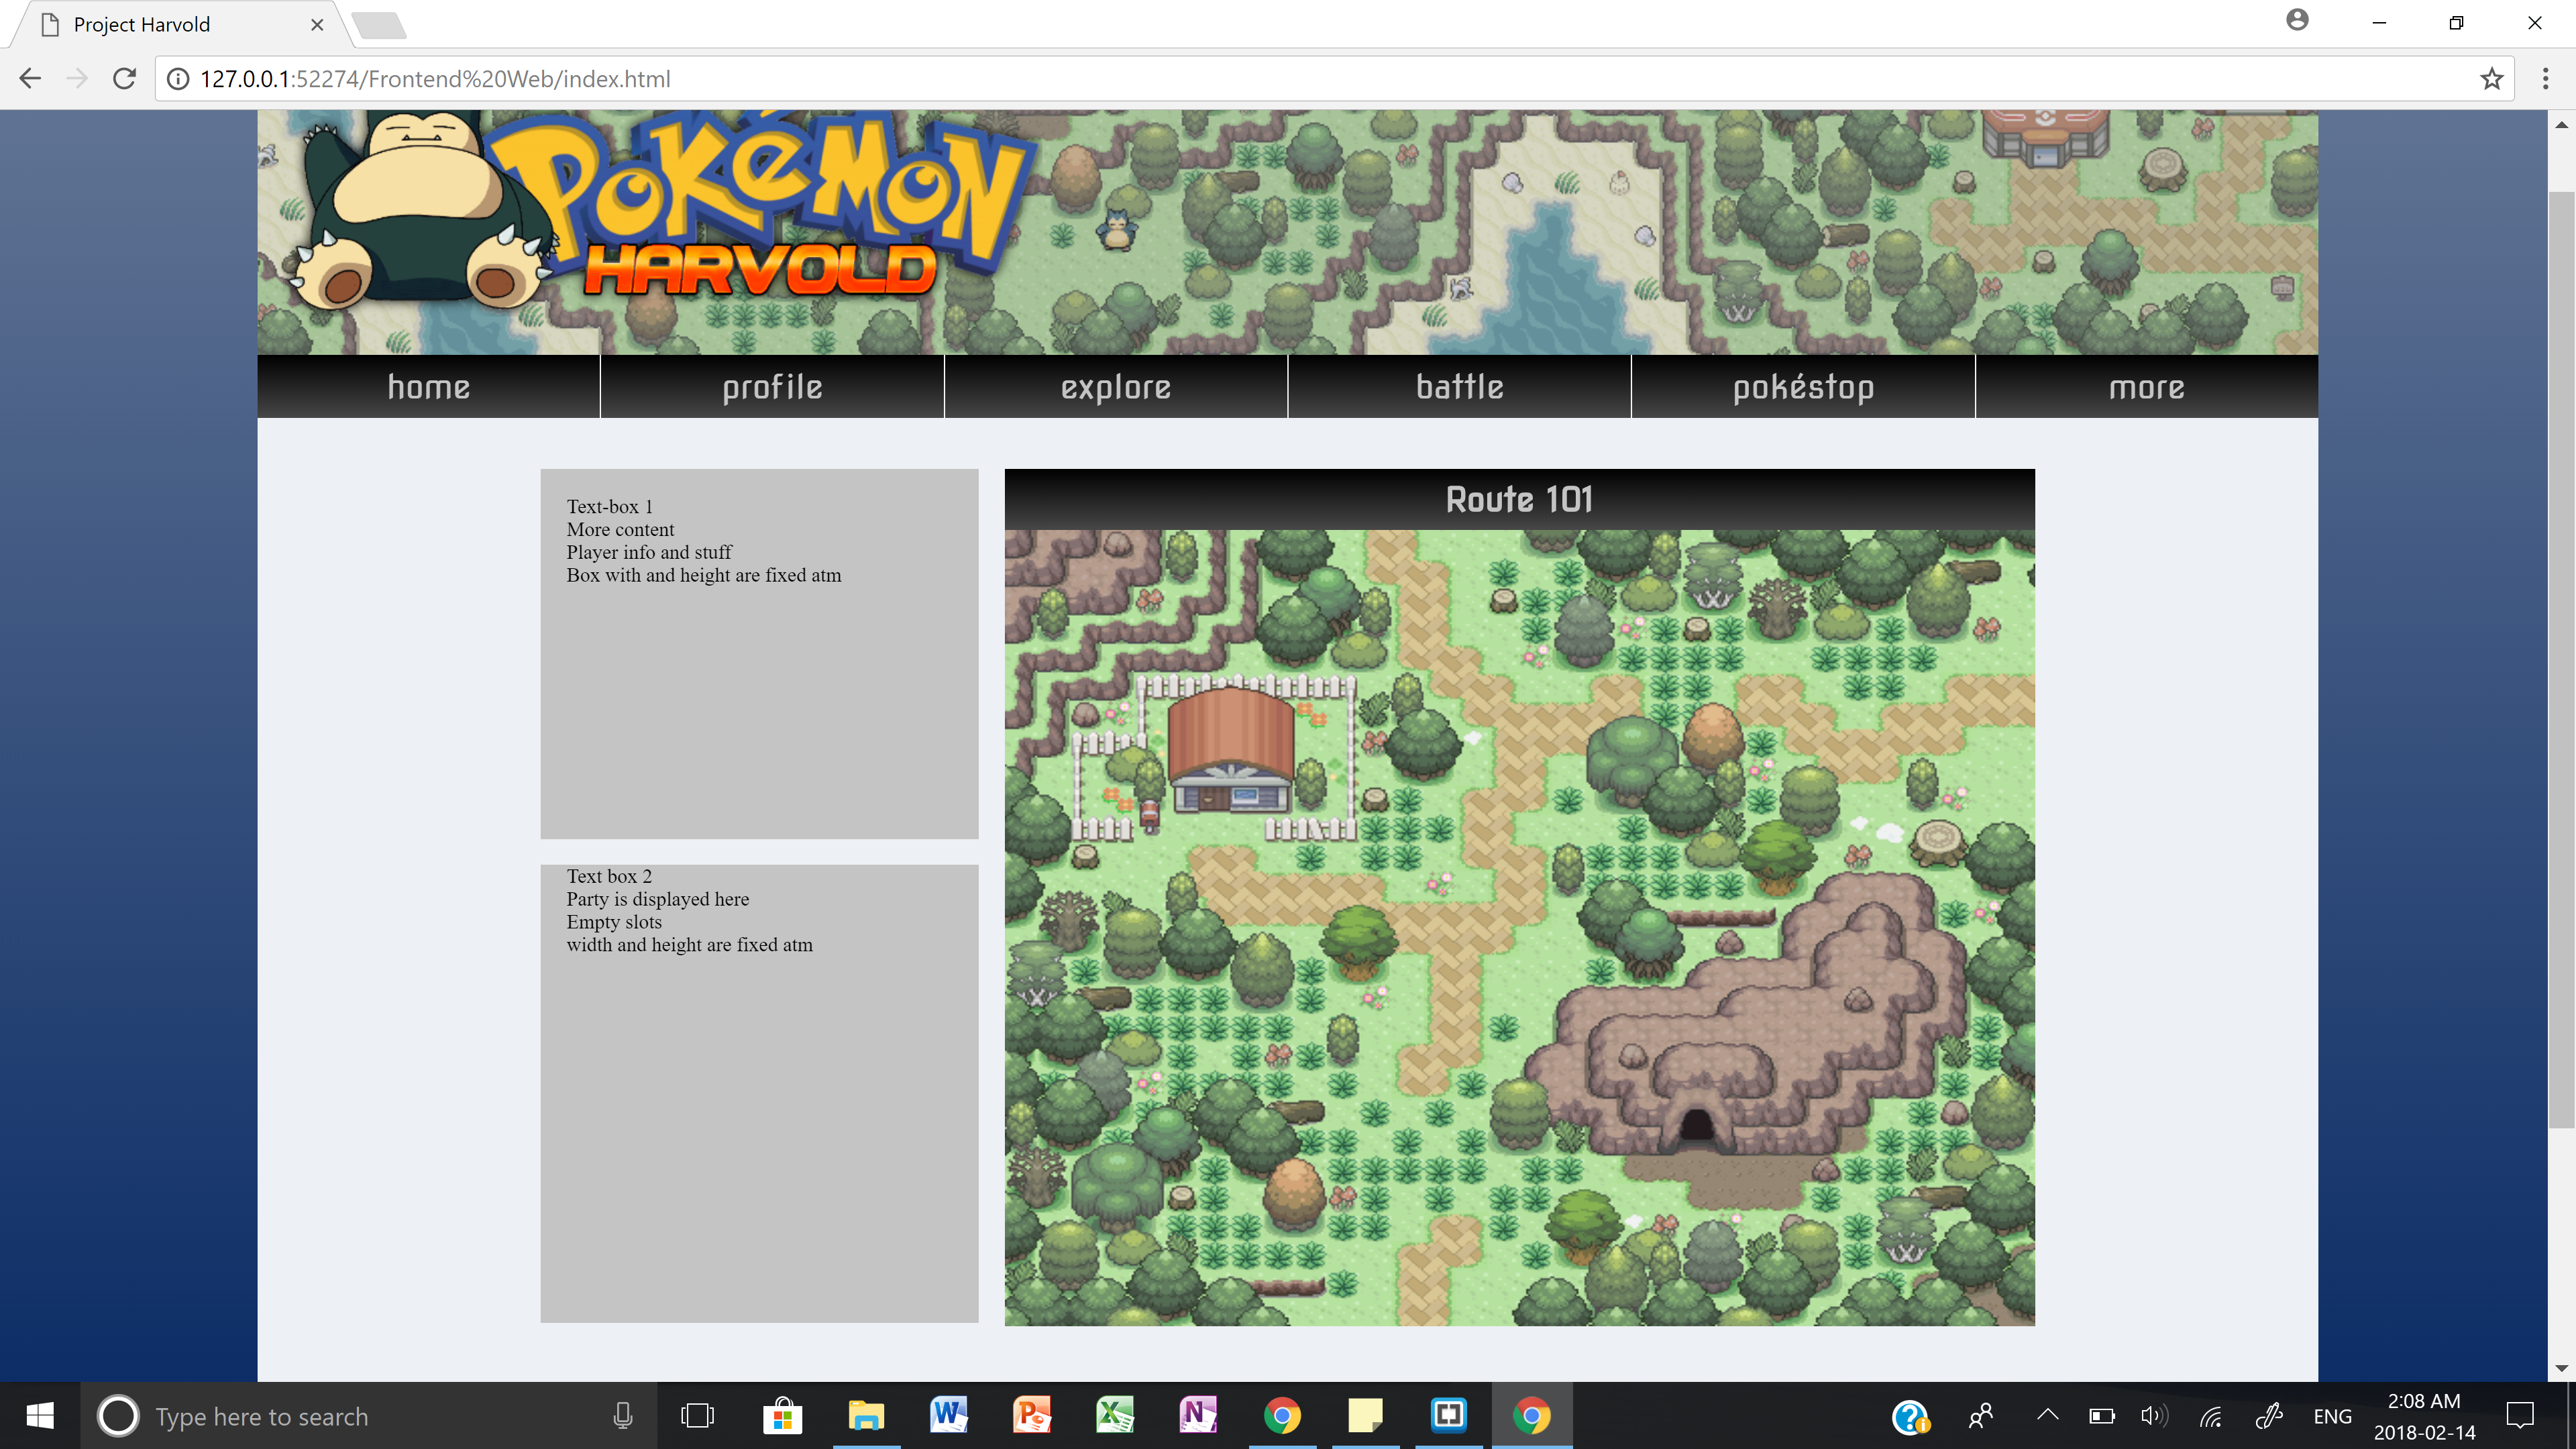 Project Harvold
127.0.0.1:52274/Frontend%20Web/index.html
POKéMON
HARVOLD
home
profile
explore
battle
pokéstop
more
Text-box 1
More content
Player info and stuff
Box with and height are fixed atm
Route 101
Text box 2
Party is displayed here
Empty slots
width and height are fixed atm
Type here to search
ENG
2:08 AM
2018-02-14